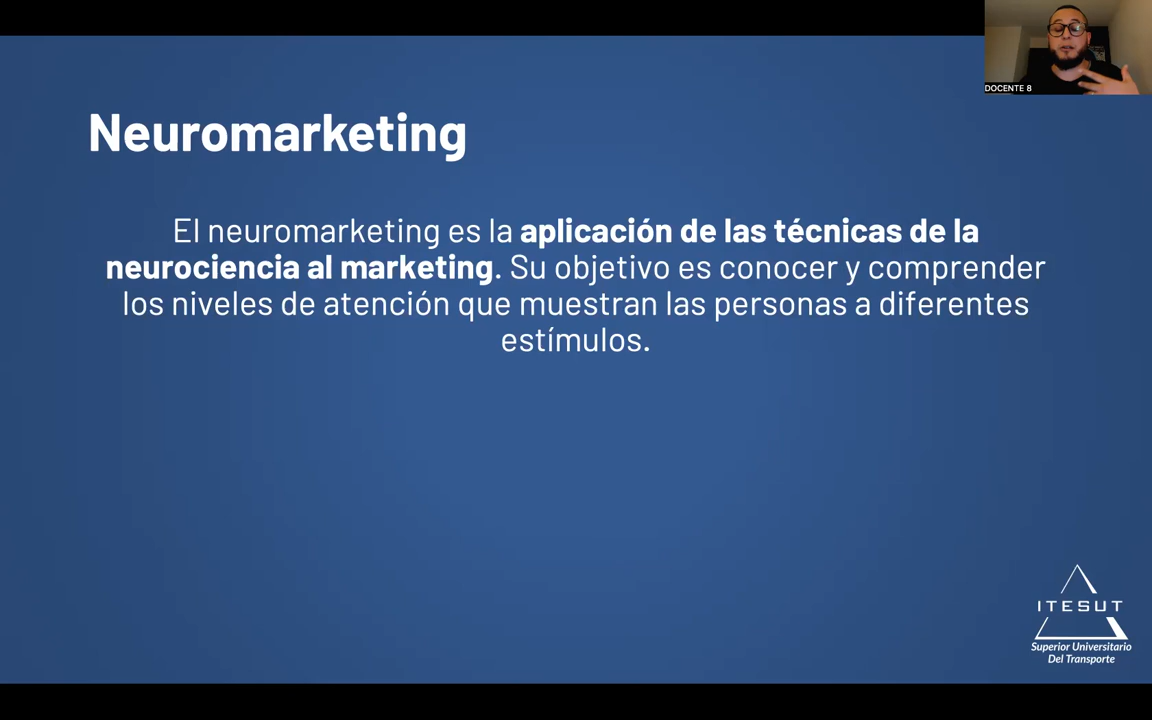 DOCENTE 8
Neuromarketing
El neuromarketing es la aplicación de las técnicas de la
neurociencia al marketing. Su objetivo es conocer y comprender
los niveles de atención que muestran las personas a diferentes
estímulos.
ITESUT
Superior Universitario
Del Transporte